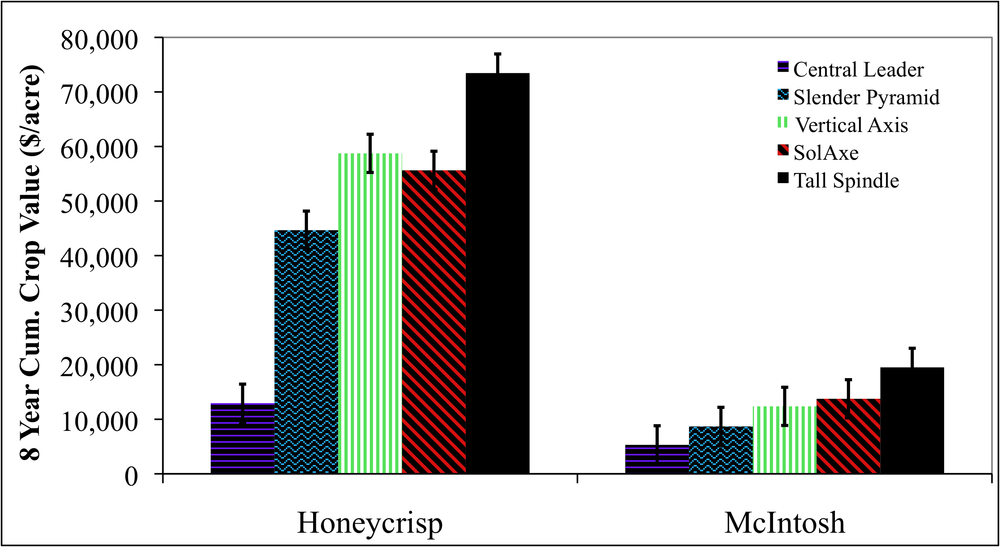 8 Year Cum. Crop Value ($/acre)
80,000
70,000
60,000
50,000
40,000
30,000
20,000
10,000
0
Central Leader
Slender Pyramid
Vertical Axis
SolAxe
Tall Spindle
Honeycrisp
McIntosh